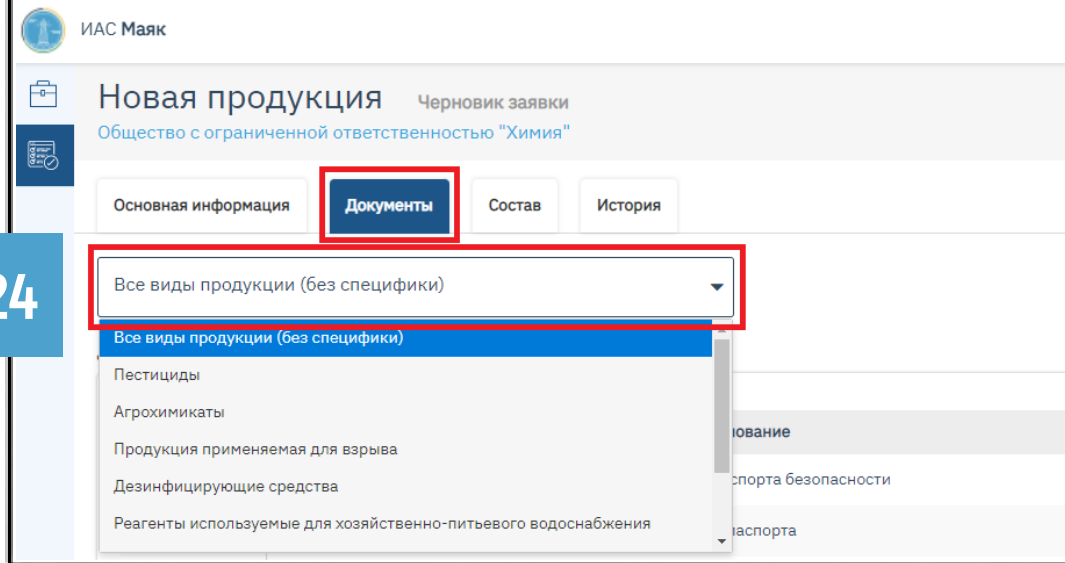 ИАС Маяк
Новая продукция Черновик заявки
Общество с ограниченной ответственностью "Химия"
Основная информация Документы Состав История
24
Все виды продукции (без специфики)
Все виды продукции (без специфики)
Пестициды
Агрохимикаты
Продукция применяемая для взрыва
Дезинфицирующие средства
безопасности
Реагенты используемые для хозяйственно-питьевого водоснабжения